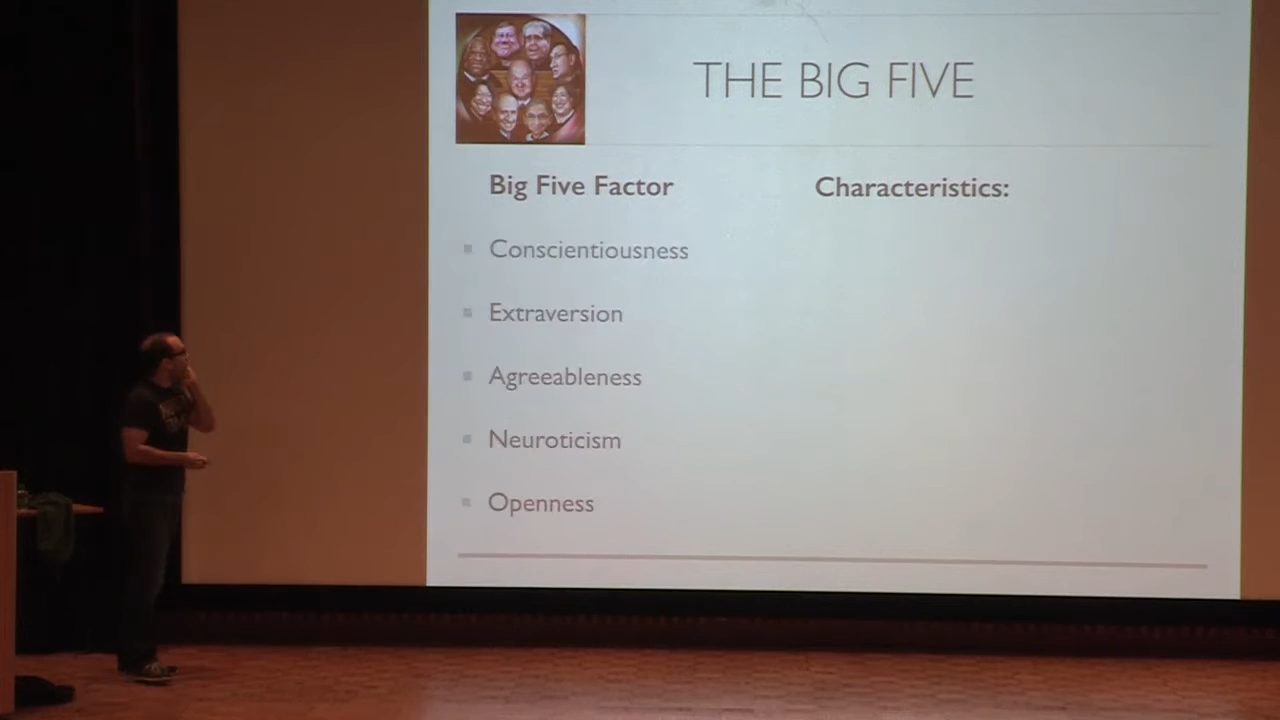 THE BIG FIVE
Big Five Factor
Characteristics:
Conscientiousness
Extraversion
Agreeableness
Neuroticism
Openness